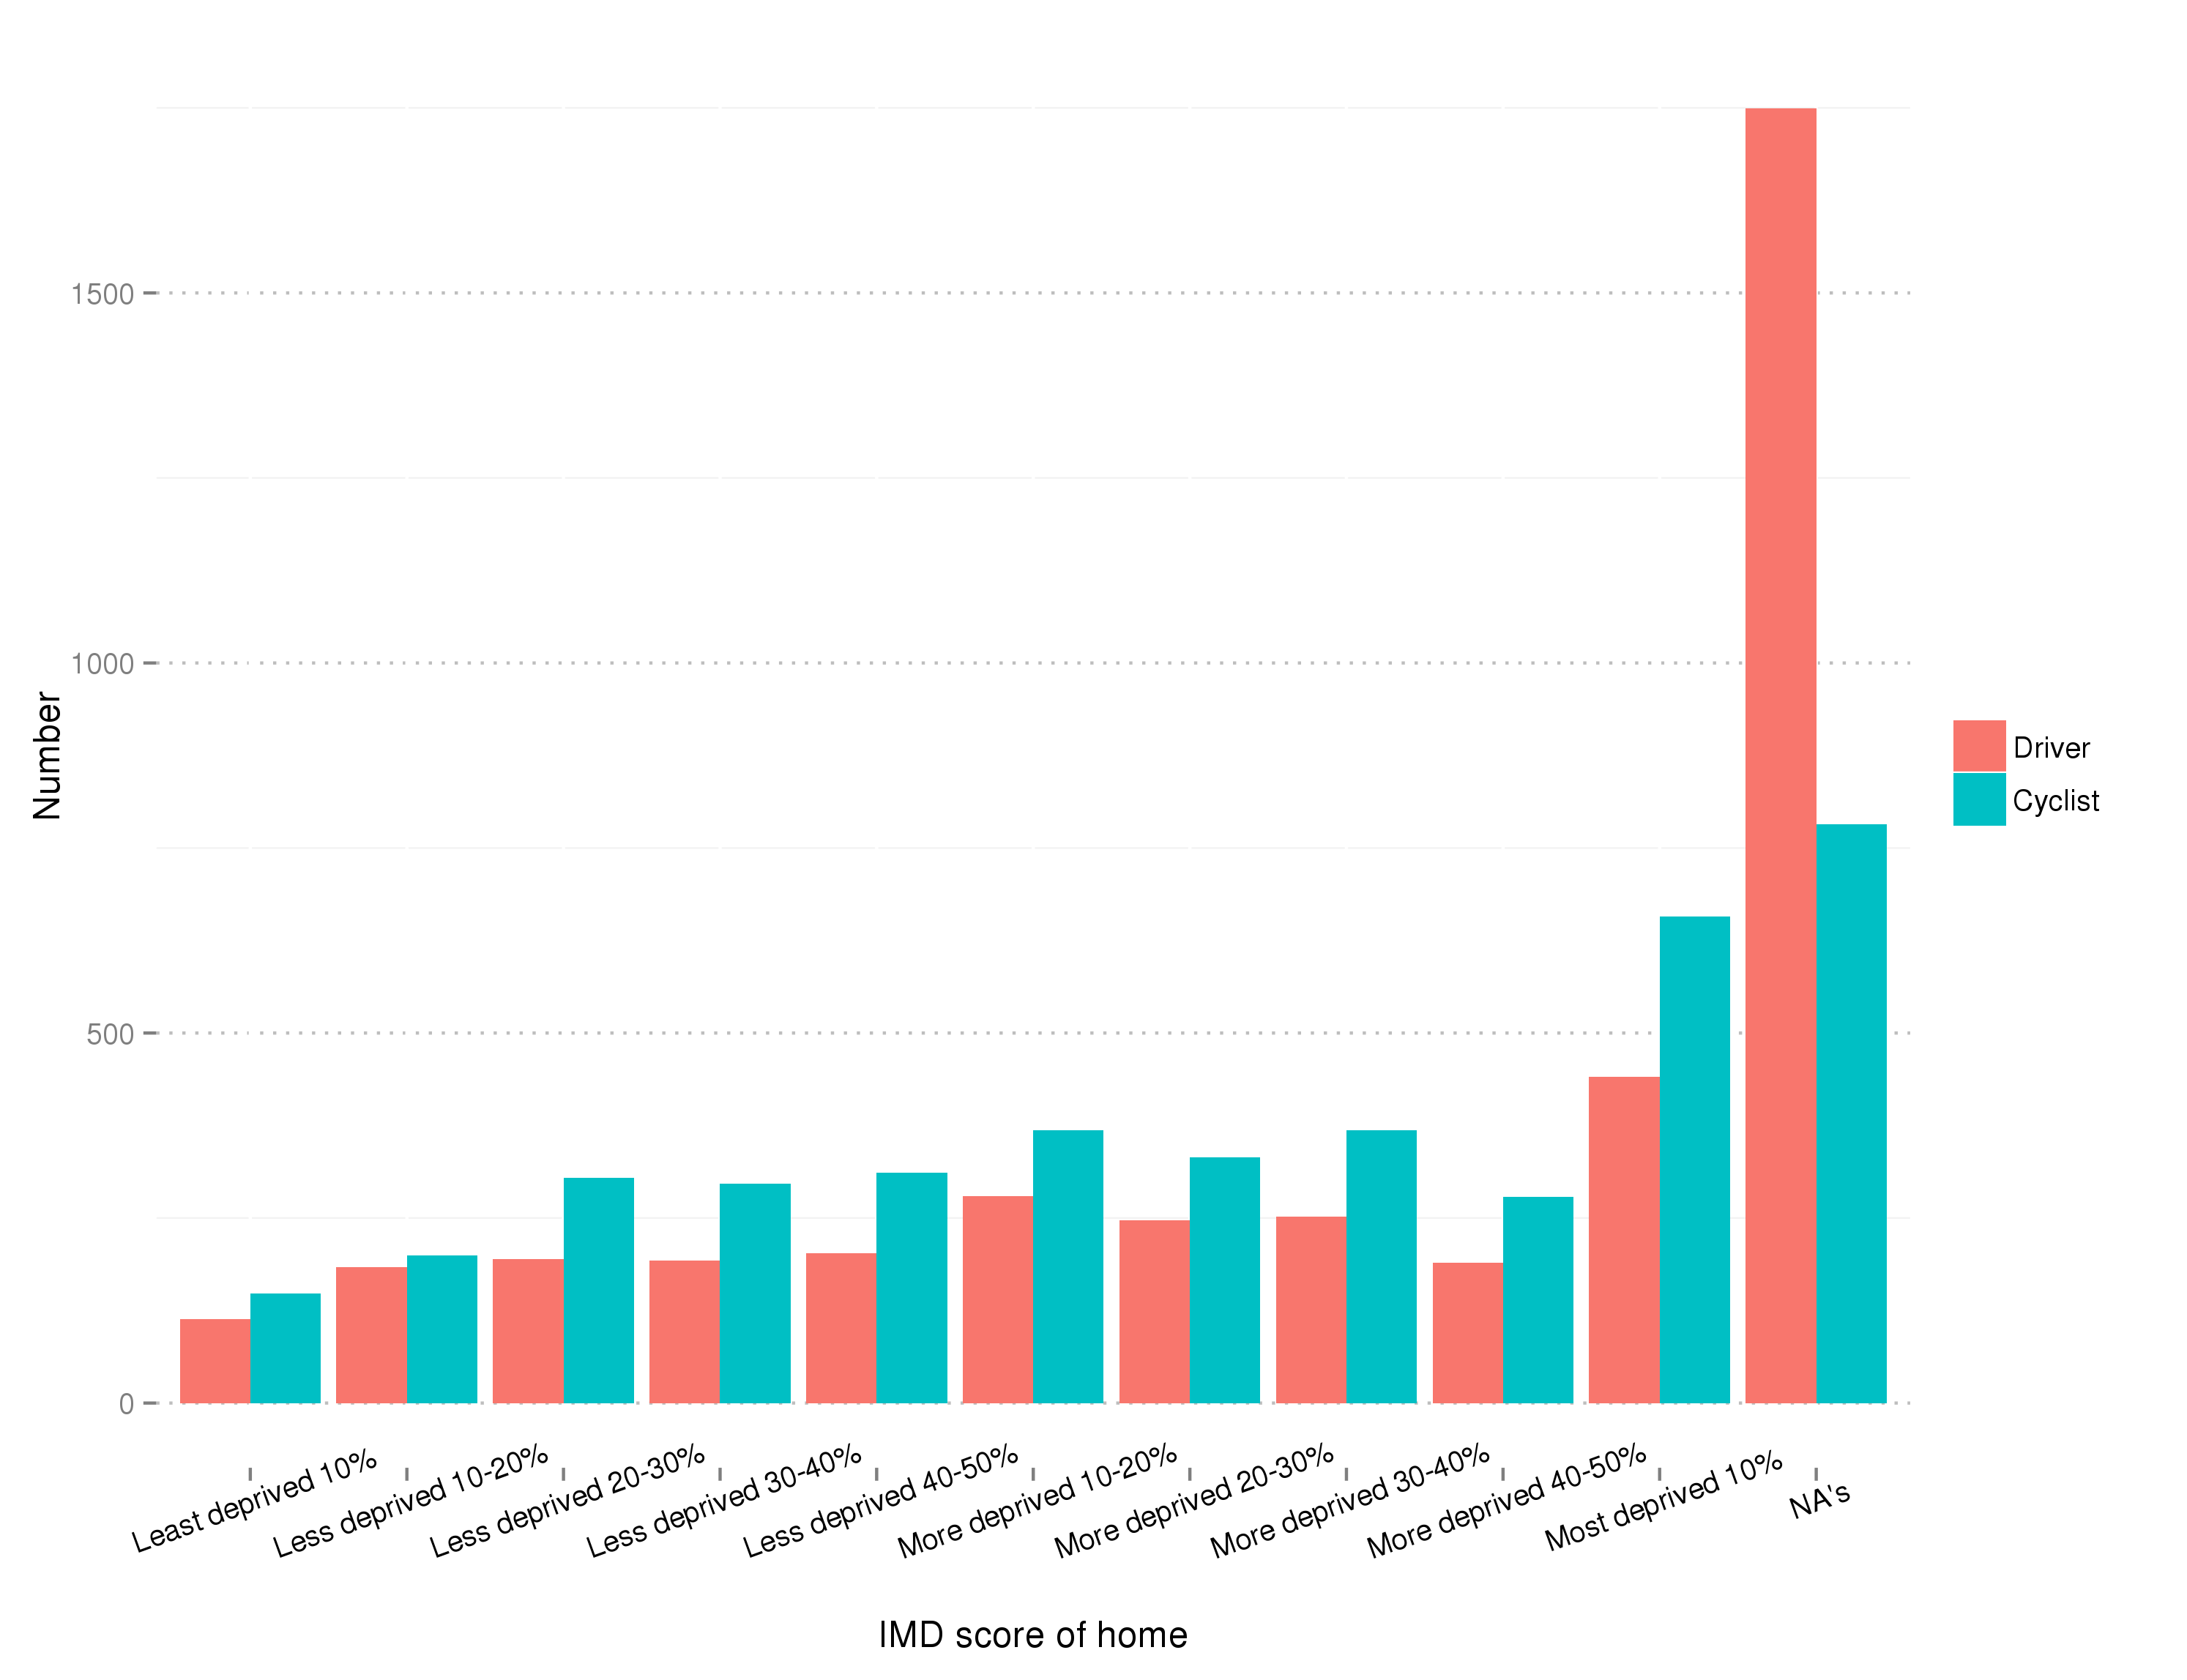 1500
1000
500
0
Number
Driver
Cyclist
Least deprived 10%
Less deprived 10-20%
Less deprived 20-30%
Less deprived 30-40%
Less deprived 40-50%
More deprived 10-20%
More deprived 20-30%
More deprived 30-40%
More deprived 40-50%
Most deprived 10%
NA's
IMD score of home